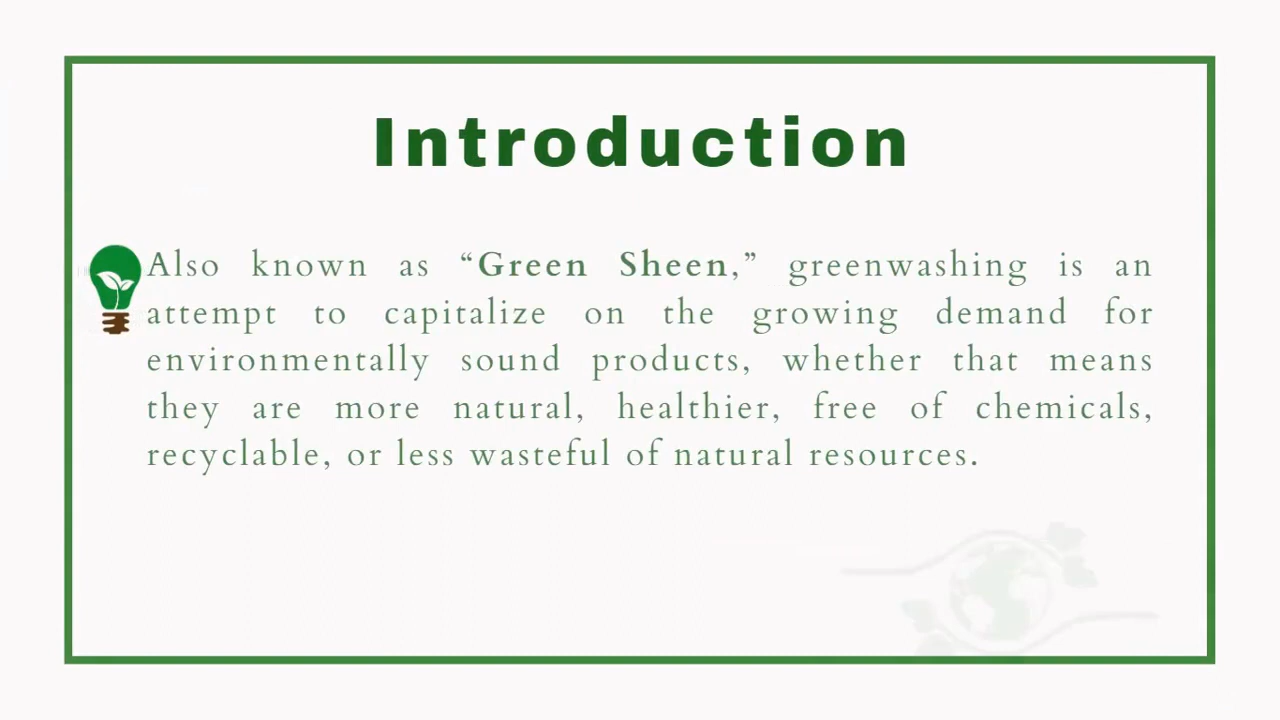 Introduction
Also known as “Green Sheen,” greenwashing is an
attempt to capitalize on the growing demand for
environmentally sound products, whether that means
they are more natural, healthier, free of chemicals,
recyclable, or less wasteful of natural resources.